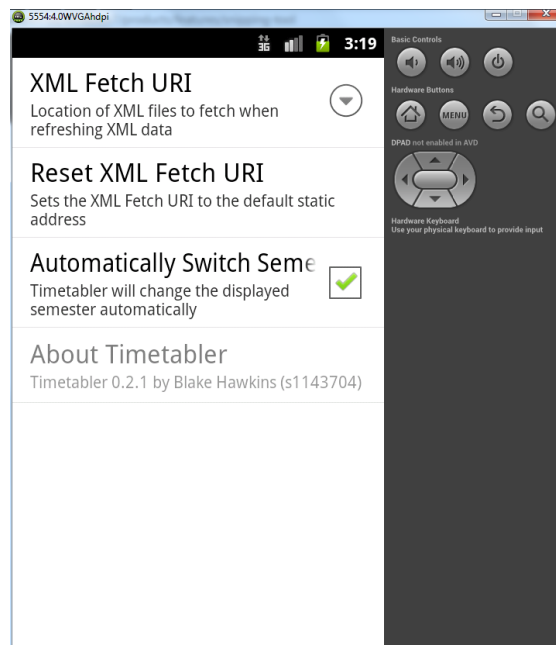 5554:4.0WVGAhdpi
3G
3:19
XML Fetch URI
Location of XML files to fetch when
refreshing XML data
Reset XML Fetch URI
Sets the XML Fetch URI to the default static
address
Automatically Switch Seme
Timetabler will change the displayed
semester automatically
About Timetabler
Timetabler 0.2.1 by Blake Hawkins (s1143704)
Basic Controls
Hardware Buttons
MENU
DPAD not enabled in AVD
Hardware Keyboard
Use your physical keyboard to provide input